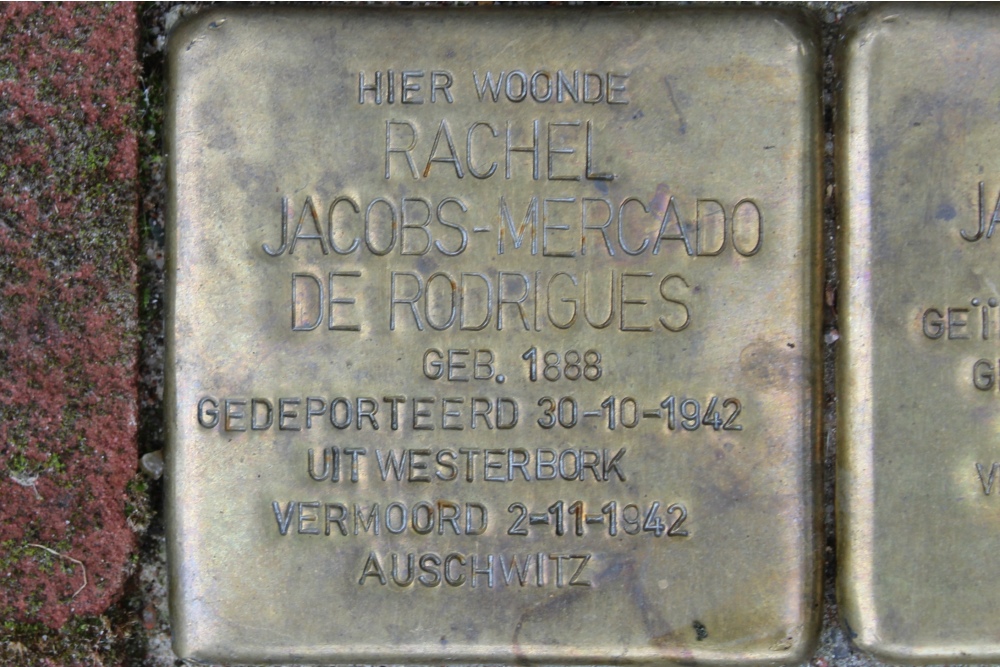 HIER WOONDE
RACHEL
JACOBS-MERCADO
DE RODRIGUES
GEB. 1888
GEDEPORTEERD 30-10-1942
UIT WESTERBORK
VERMOORD 2-11-1942
AUSCHWITZ